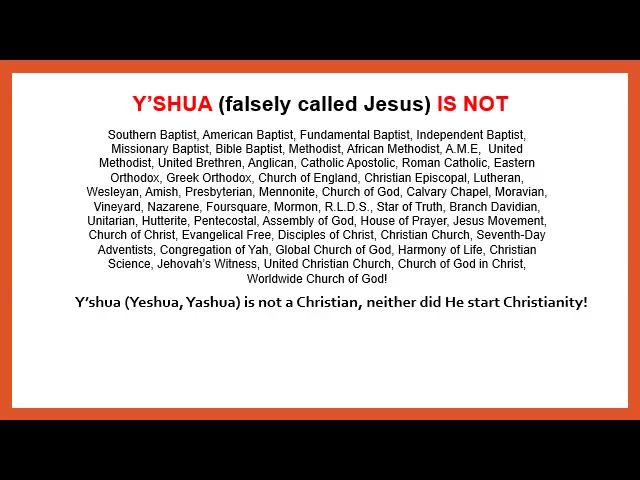 Y’SHUA (falsely called Jesus) IS NOT
Southern Baptist, American Baptist, Fundamental Baptist, Independent Baptist,
Missionary Baptist, Bible Baptist, Methodist, African Methodist, A.M.E,  United
Methodist, United Brethren, Anglican, Catholic Apostolic, Roman Catholic, Eastern
Orthodox, Greek Orthodox, Church of England, Christian Episcopal, Lutheran,
Wesleyan, Amish, Presbyterian, Mennonite, Church of God, Calvary Chapel, Moravian,
Vineyard, Nazarene, Foursquare, Mormon, R.L.D.S., Star of Truth, Branch Davidian,
Unitarian, Hutterite, Pentecostal, Assembly of God, House of Prayer, Jesus Movement,
Church of Christ, Evangelical Free, Disciples of Christ, Christian Church, Seventh-Day
Adventists, Congregation of Yah, Global Church of God, Harmony of Life, Christian
Science, Jehovah’s Witness, United Christian Church, Church of God in Christ,
Worldwide Church of God!
Y’shua (Yeshua, Yashua) is not a Christian, neither did He start Christianity!